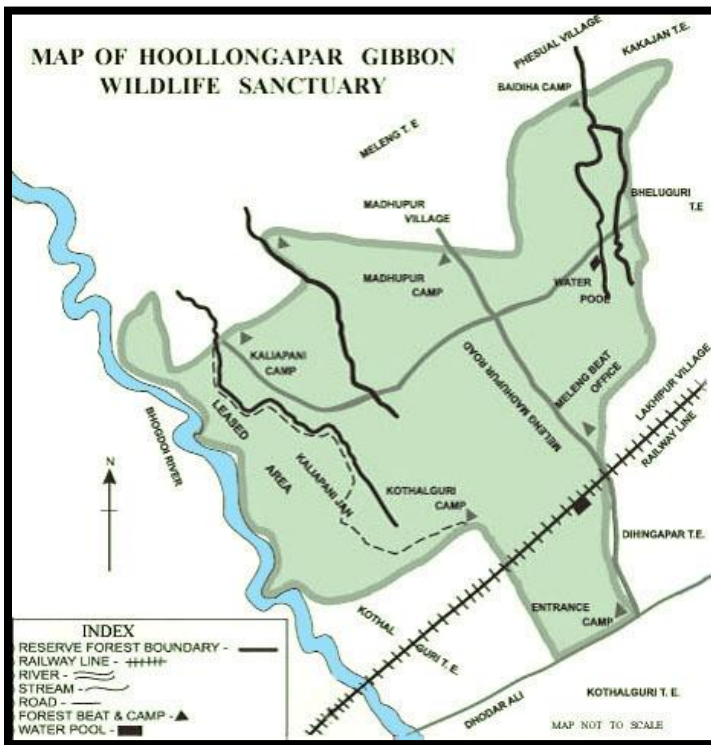 MAP OF HOOLLONGAPAR GIBBON
WILDLIFE SANCTUARY
PHESUAL VILLAGE
KAKAJAN T.E.
BAIDIHA CAMP
MELENG T. E
BHELUGURI
T.E
MADHUPUR
VILLAGE
MADHUPUR
CAMP
WATER
POOL
KALIAPANI
CAMP
MELENG MADHUPUR ROAD
MELENG BEAT
OFFICE
LAKHIPUR VILLAGE
RAILWAY LINE
BHOGDOI RIVER
LEASED
AREA
KALIAPANI JAN
KOTHALGURI
CAMP
N
DIHINGAPAR T.E.
ENTRANCE
CAMP
KOTHAL
GURI T.E.
KOTHALGURI T. E.
DHODAR ALI
MAP NOT TO SCALE
INDEX
RESERVE FOREST BOUNDARY -
RAILWAY LINE -
RIVER -
STREAM -
ROAD -
FOREST BEAT & CAMP -
WATER POOL -